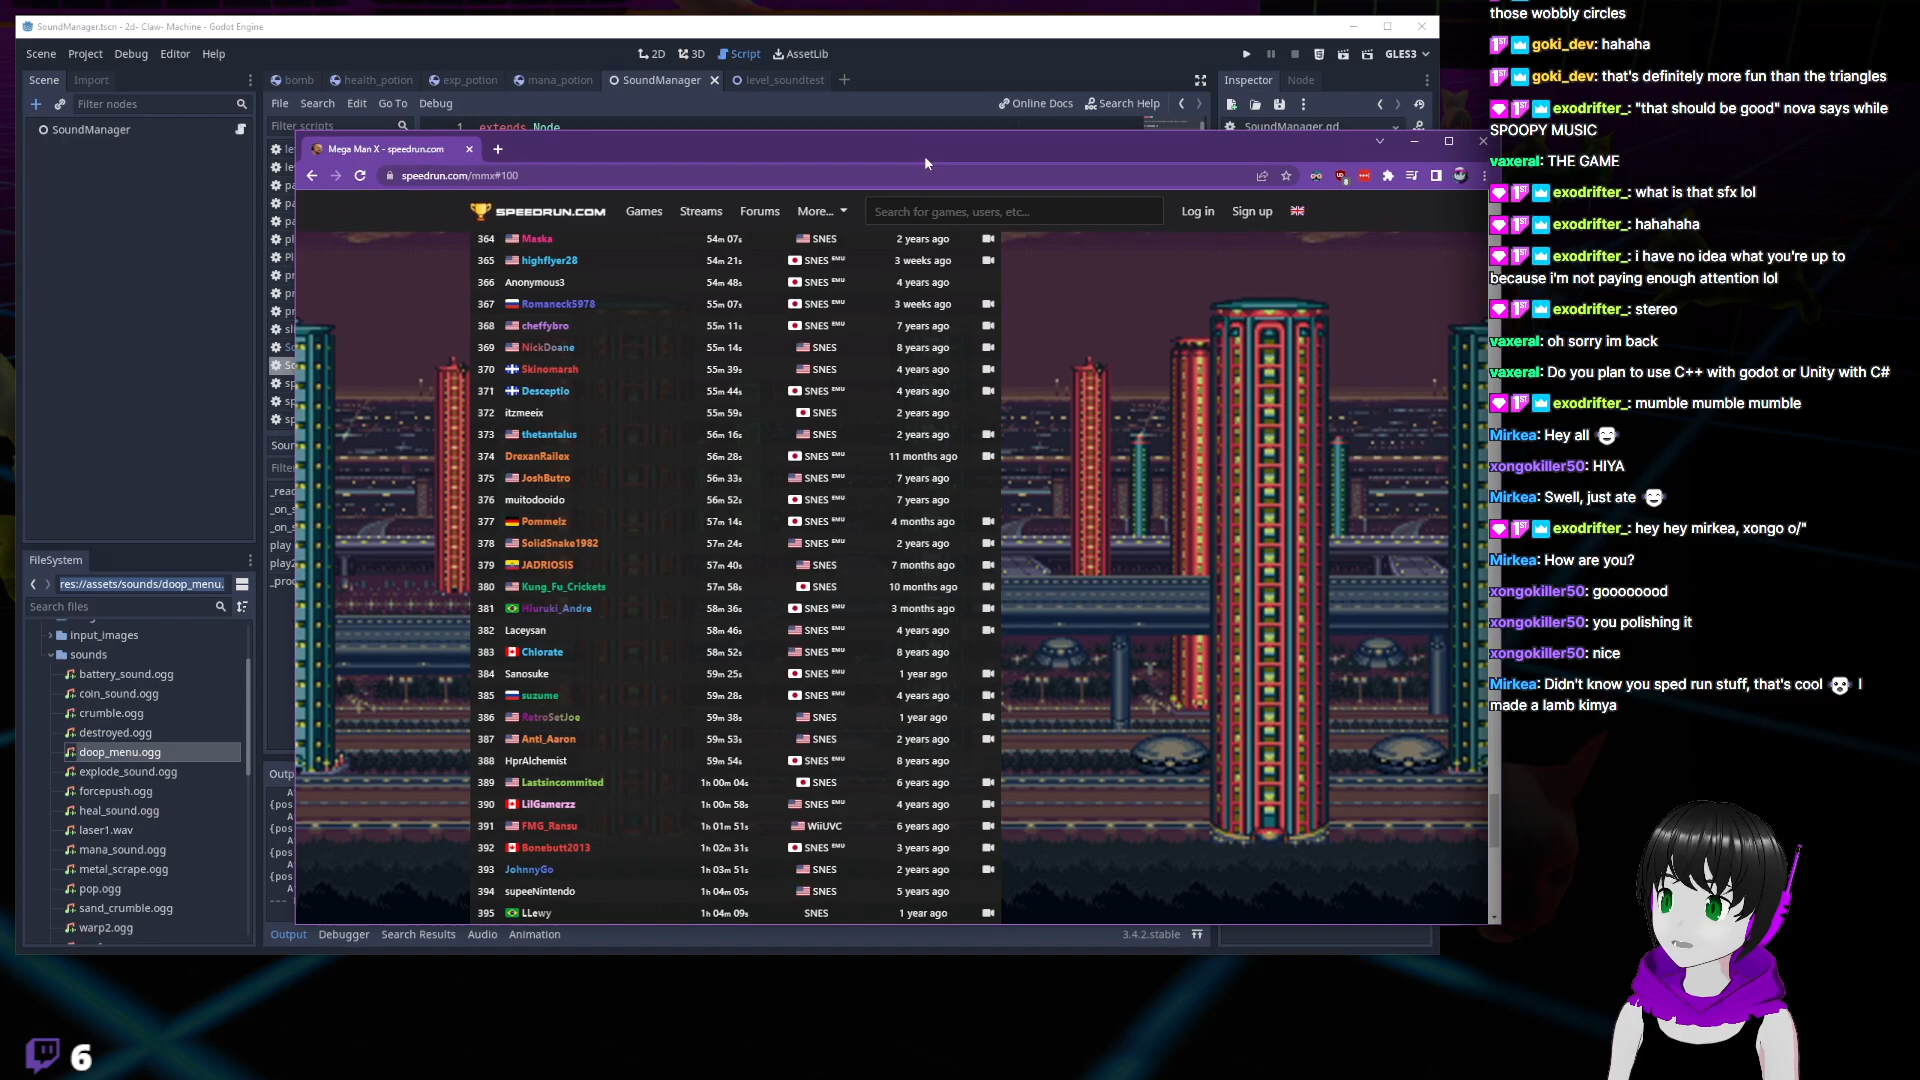 SoundManager.tscn - 2d- Claw- Machine - Godot Engine
Scene Project Debug Editor Help
2D 3D Script AssetLib
GLES3
Scene Import
bomb health_potion exp_potion mana_potion SoundManager level_soundtest
Inspector Node
Filter nodes
File Search Edit Go To Debug
Online Docs Search Help
SoundManager
Filter scripts
1 extends Node
SoundManager.gd
Mega Man X - speedrun.com
speedrun.com/mmx#100
SPEEDRUN.COM Games Streams Forums More... Search for games, users, etc... Log in Sign up
364 Maska 54m 07s SNES 2 years ago
365 highflyer28 54m 21s SNES EMU 3 weeks ago
366 Anonymous3 54m 48s SNES EMU 4 years ago
367 Romaneck5978 55m 07s SNES EMU 3 weeks ago
368 cheffybro 55m 11s SNES EMU 7 years ago
369 NickDoane 55m 14s SNES 8 years ago
370 Skinomarsh 55m 39s SNES 4 years ago
371 Desceptio 55m 44s SNES EMU 4 years ago
372 itzmeeix 55m 59s SNES 2 years ago
373 thetantalus 56m 16s SNES 2 years ago
374 DrexanRailex 56m 28s SNES EMU 11 months ago
375 JoshButro 56m 33s SNES EMU 7 years ago
376 muitodooido 56m 52s SNES EMU 7 years ago
377 Pommelz 57m 14s SNES EMU 4 months ago
378 SolidSnake1982 57m 24s SNES EMU 2 years ago
379 JADRIOSIS 57m 40s SNES 7 months ago
380 Kung_Fu_Crickets 57m 58s SNES 10 months ago
381 Hiuruki_Andre 58m 36s SNES EMU 3 months ago
382 Laceysan 58m 46s SNES EMU 4 years ago
383 Chlorate 58m 52s SNES EMU 8 years ago
384 Sanosuke 59m 25s SNES EMU 1 year ago
385 suzume 59m 28s SNES EMU 4 years ago
386 RetroSetJoe 59m 38s SNES 1 year ago
387 Anti_Aaron 59m 53s SNES 2 years ago
388 HprAlchemist 59m 54s SNES EMU 8 years ago
389 Lastsincommited 1h 00m 04s SNES 6 years ago
390 LilGamerzz 1h 00m 58s SNES EMU 4 years ago
391 FMG_Ransu 1h 01m 51s WiiUVC 6 years ago
392 Bonebutt2013 1h 02m 31s SNES EMU 3 years ago
393 JohnnyGo 1h 03m 51s SNES 2 years ago
394 supeeNintendo 1h 04m 05s SNES 5 years ago
395 LLewy 1h 04m 09s SNES 1 year ago
FileSystem
res://assets/sounds/doop_menu.
Search files
input_images
sounds
battery_sound.ogg
coin_sound.ogg
crumble.ogg
destroyed.ogg
doop_menu.ogg
explode_sound.ogg
forcepush.ogg
heal_sound.ogg
laser1.wav
mana_sound.ogg
metal_scrape.ogg
pop.ogg
sand_crumble.ogg
warp2.ogg
Output Debugger Search Results Audio Animation
3.4.2.stable
those wobbly circles
goki_dev: hahaha
goki_dev: that's definitely more fun than the triangles
exodrifter_: "that should be good" nova says while
SPOOPY MUSIC
vaxeral: THE GAME
exodrifter_: what is that sfx lol
exodrifter_: hahahaha
exodrifter_: i have no idea what you're up to
because i'm not paying enough attention lol
exodrifter_: stereo
vaxeral: oh sorry im back
vaxeral: Do you plan to use C++ with godot or Unity with C#
exodrifter_: mumble mumble mumble
Mirkea: Hey all
xongokiller50: HIYA
Mirkea: Swell, just ate
exodrifter_: hey hey mirkea, xongo o/"
Mirkea: How are you?
xongokiller50: goooooood
xongokiller50: you polishing it
xongokiller50: nice
Mirkea: Didn't know you sped run stuff, that's cool I
made a lamb kimya
6